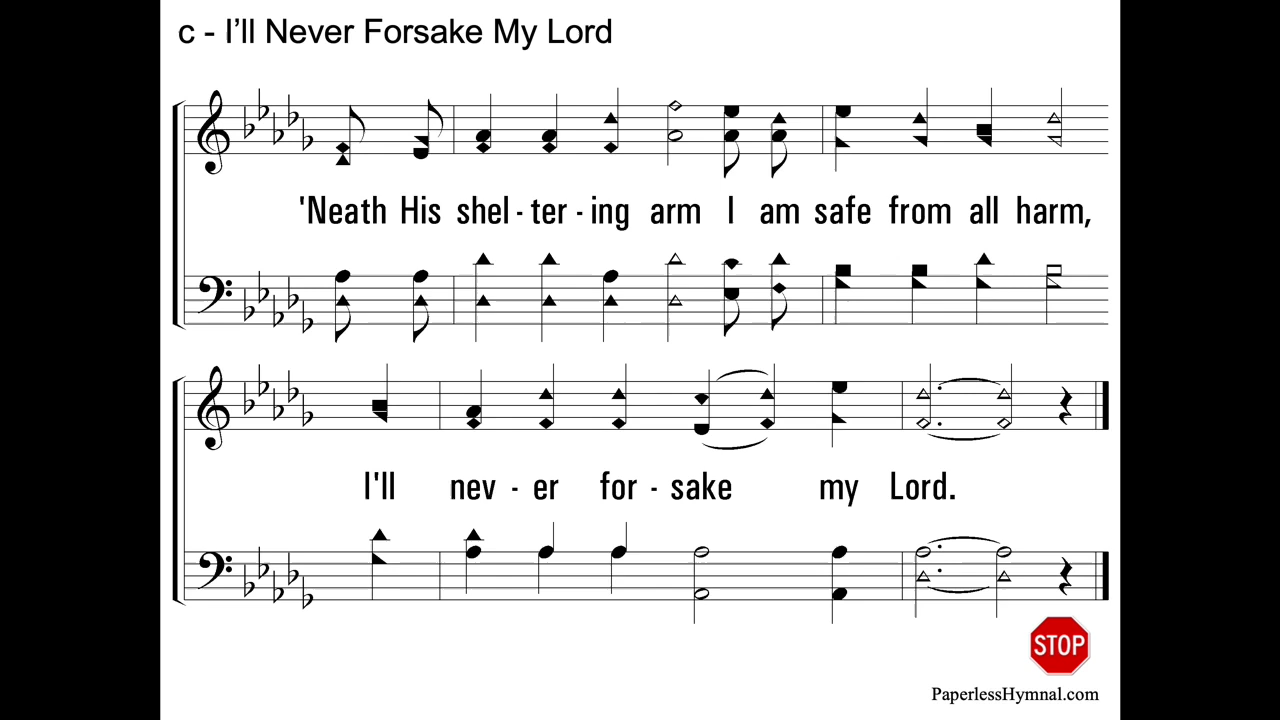 c - I’ll Never Forsake My Lord
'Neath His shel - ter - ing arm I am safe from all harm,
I'll nev - er for - sake my Lord.
STOP
PaperlessHymnal.com